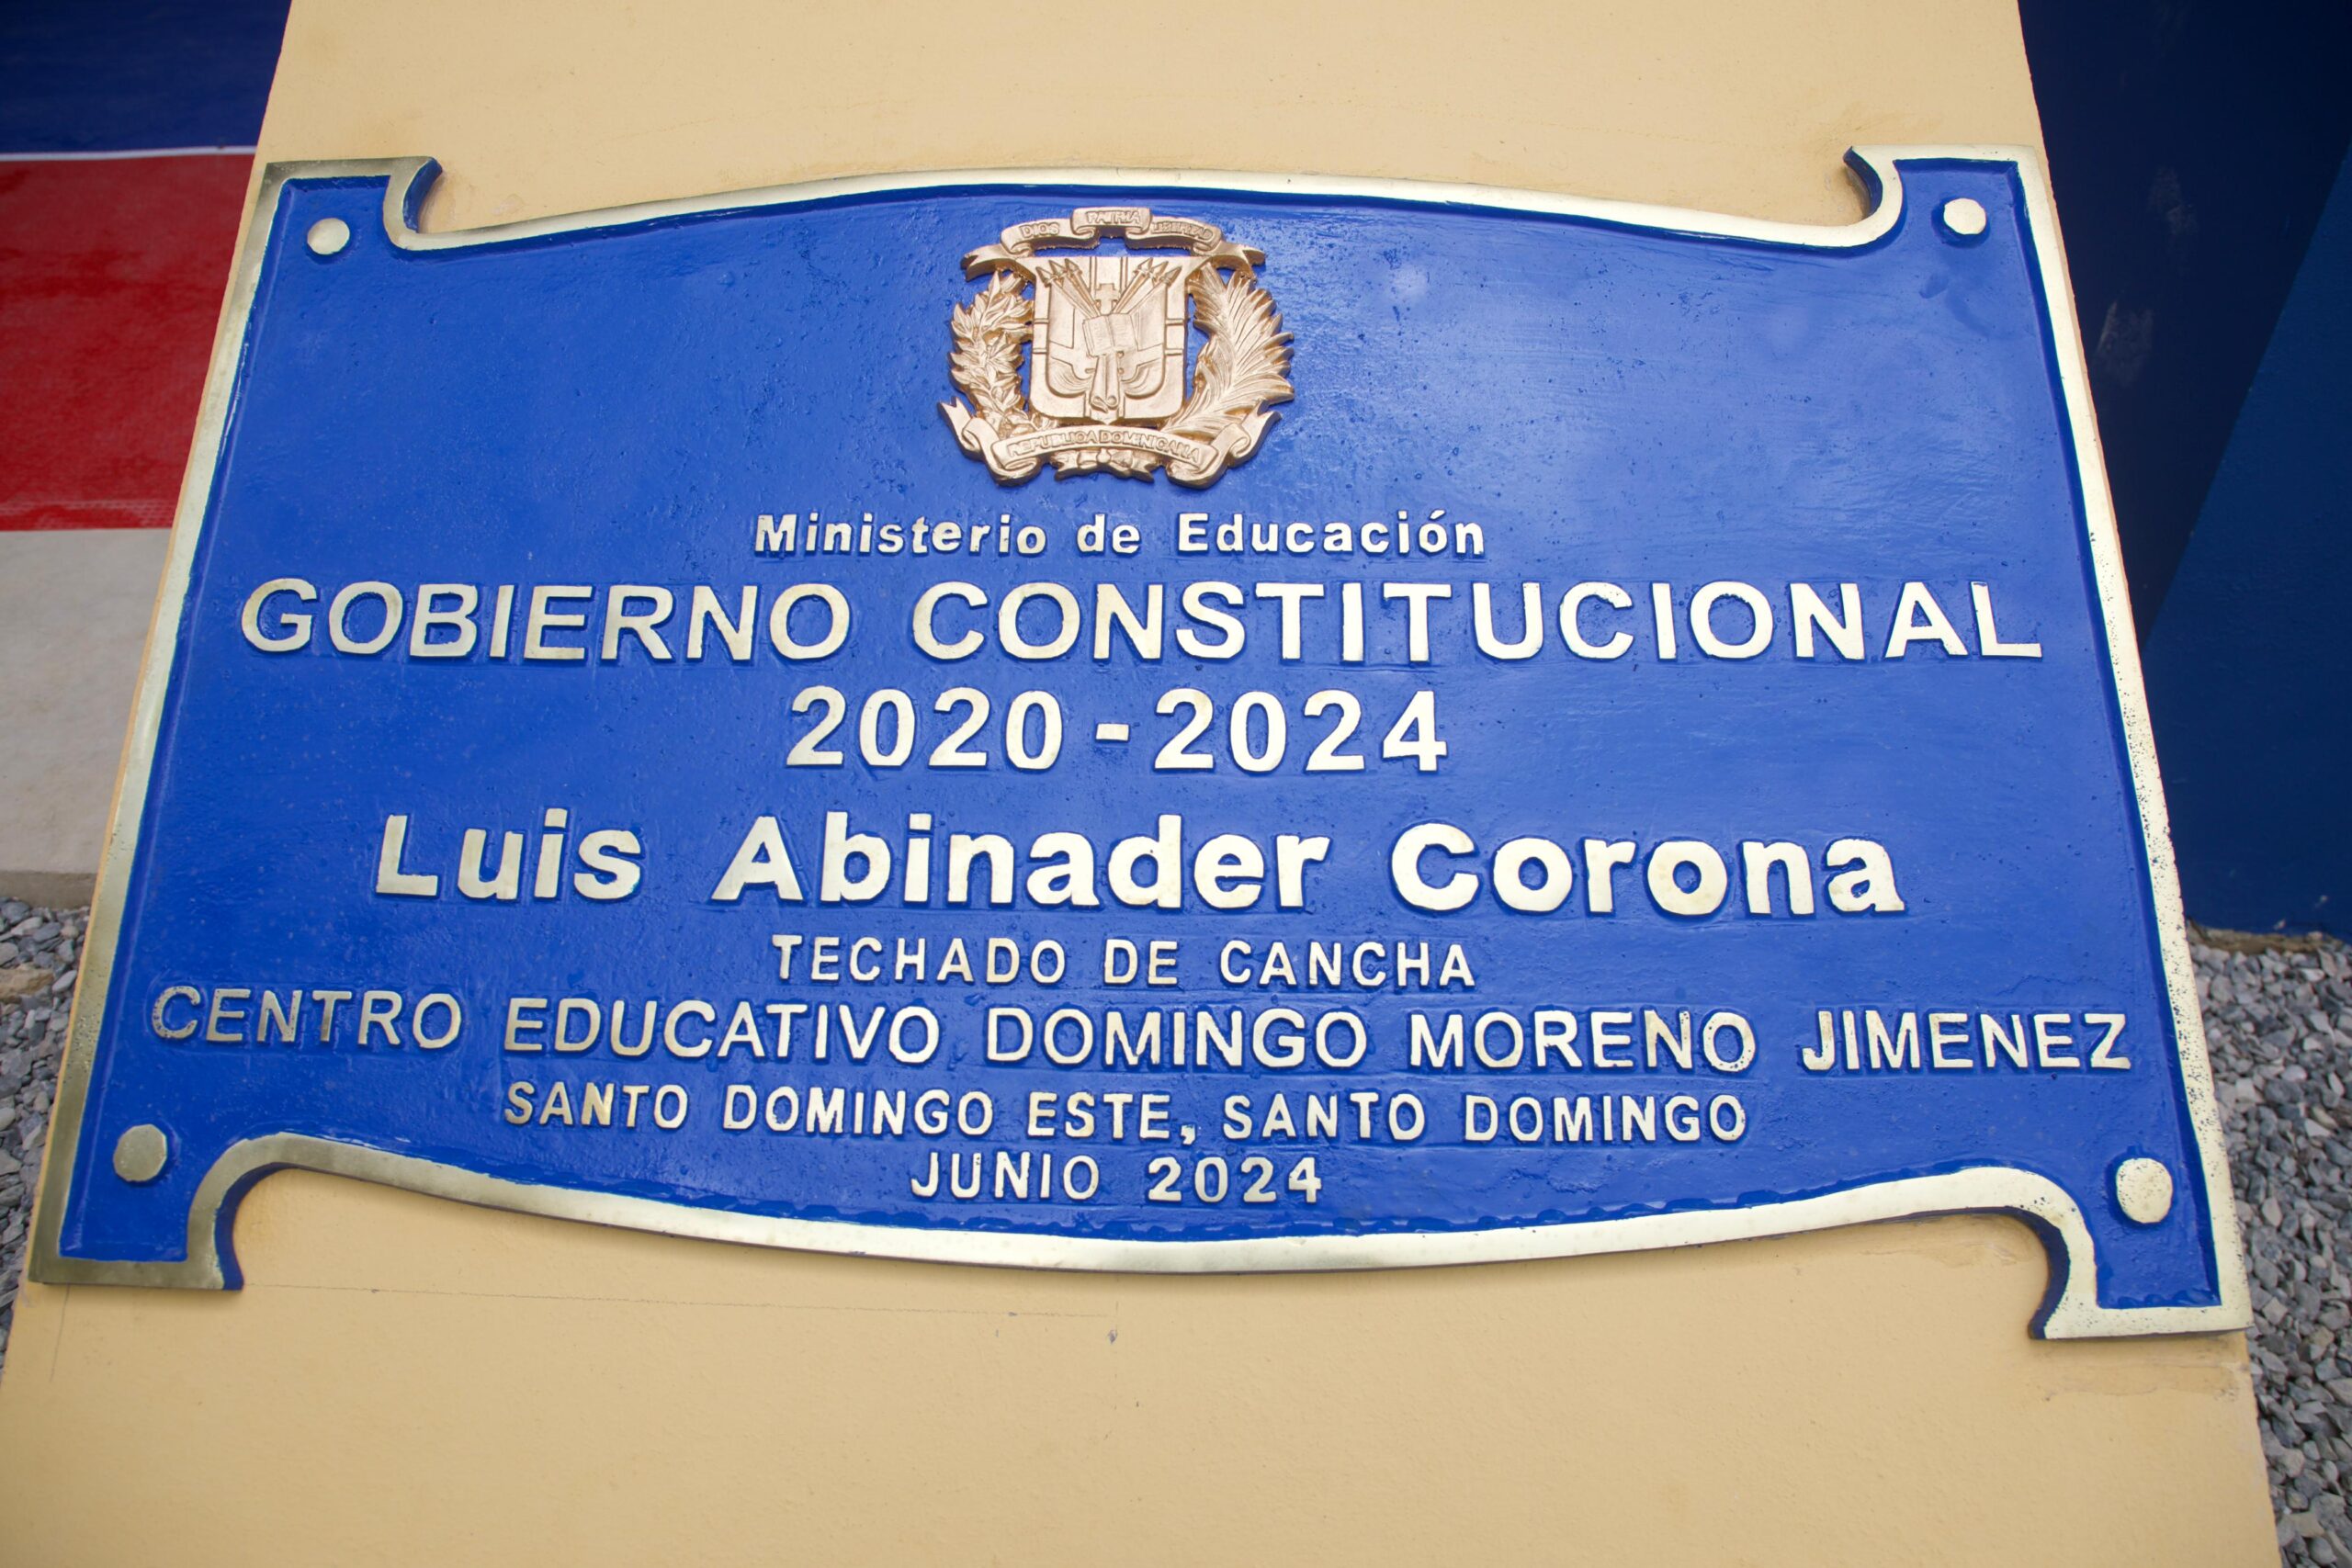 DIOS PATRIA LIBERTAD
REPUBLICA DOMINICANA
Ministerio de Educación
GOBIERNO CONSTITUCIONAL
2020-2024
Luis Abinader Corona
TECHADO DE CANCHA
CENTRO EDUCATIVO DOMINGO MORENO JIMENEZ
SANTO DOMINGO ESTE, SANTO DOMINGO
JUNIO 2024